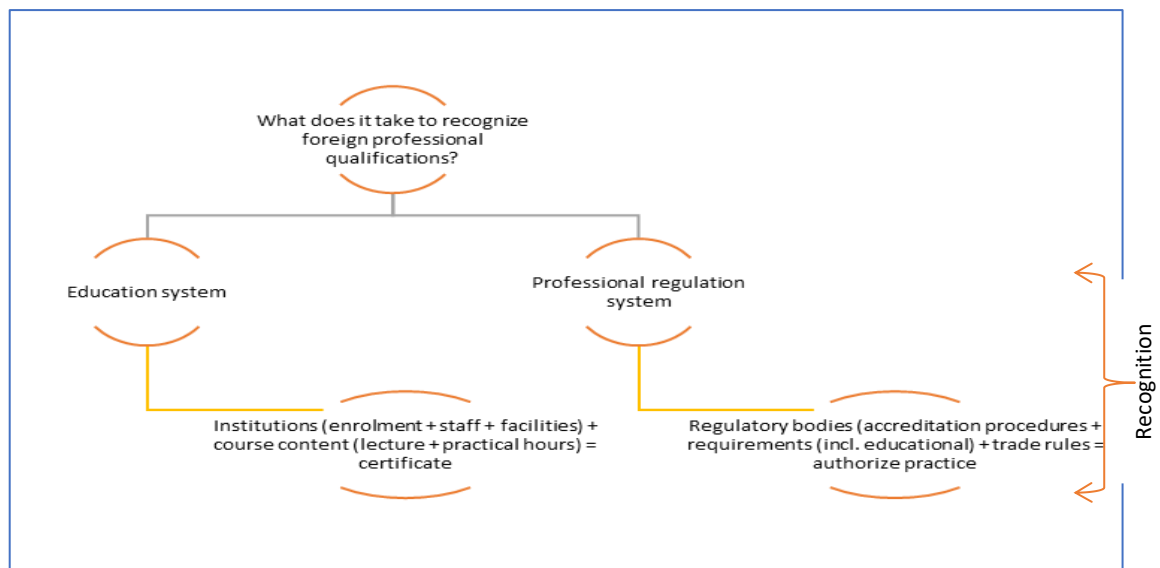 What does it take to recognize
foreign professional
qualifications?
Education system
Professional regulation
system
Institutions (enrolment + staff + facilities) +
course content (lecture + practical hours) =
certificate
Regulatory bodies (accreditation procedures +
requirements (incl. educational) + trade rules =
authorize practice
Recognition